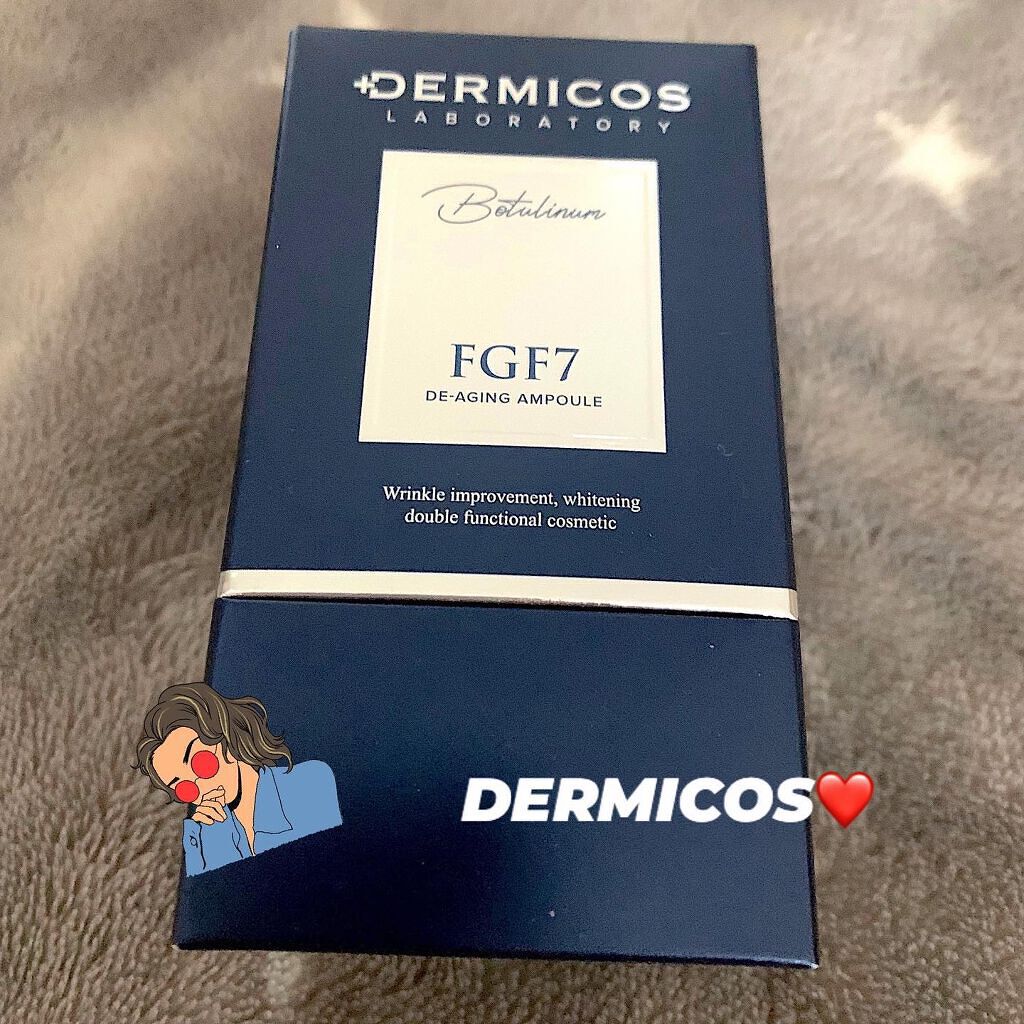 DERMICOS
LABORATORY
Botulinum
FGF7
DE-AGING AMPOULE
Wrinkle improvement, whitening
double functional cosmetic
DERMICOS❤️